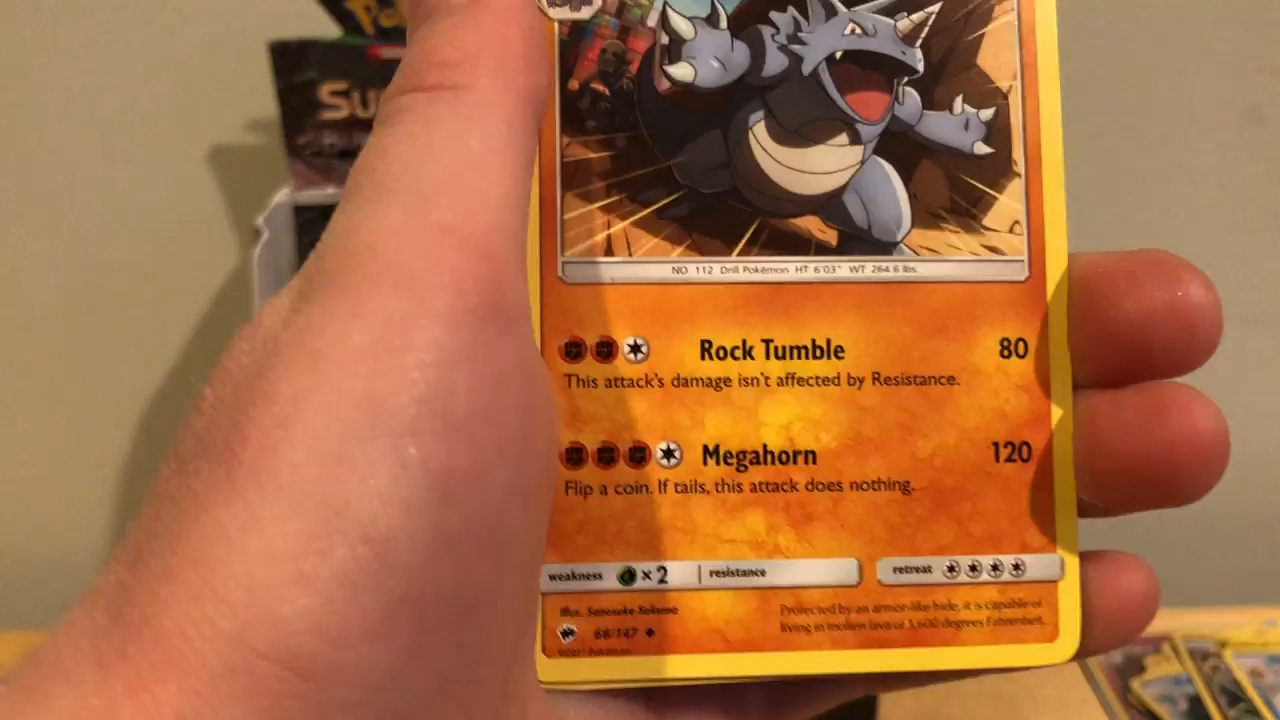 Su
NO 112 Drill Pokémon HT 6'03" WT 264.6 lbs.
Rock Tumble 80
This attack's damage isn't affected by Resistance.
Megahorn 120
Flip a coin. If tails, this attack does nothing.
weakness ×2 resistance retreat
Illus. Sanosuke Sakuma
Protected by an armor-like hide, it is capable of
living in molten lava of 3,600 degrees Fahrenheit.
68/147
©2017 Pokémon